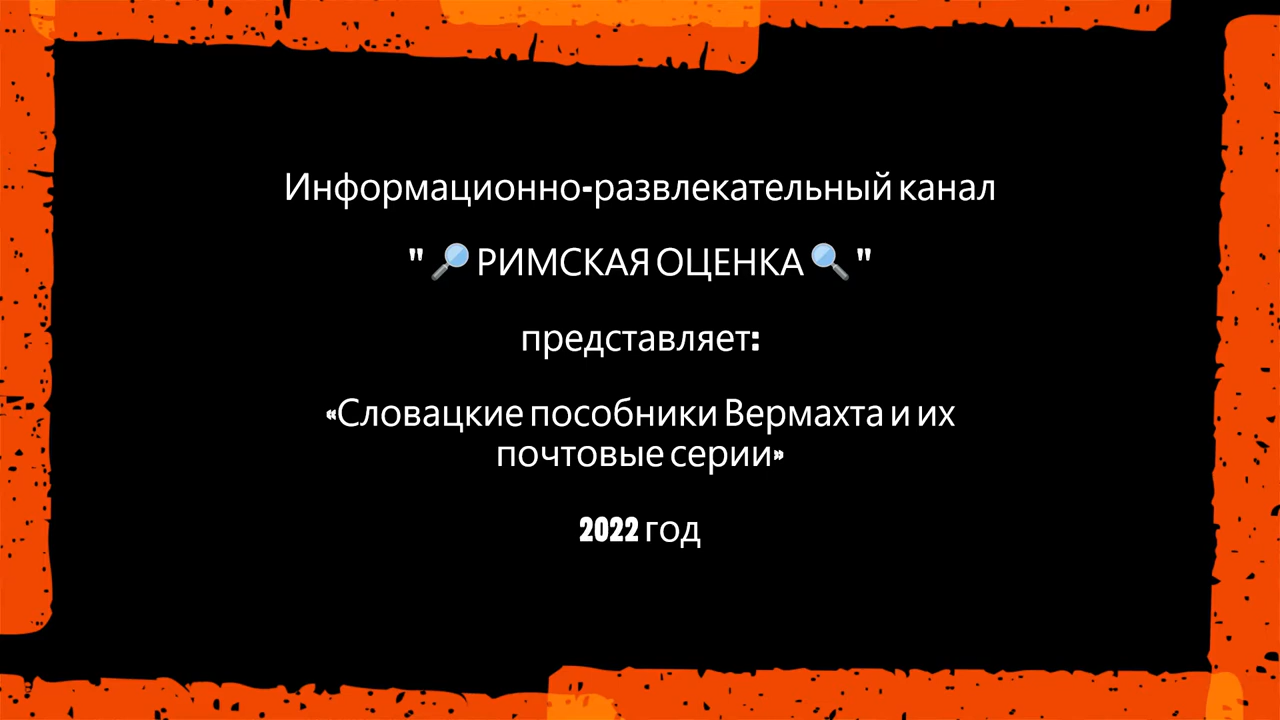 Информационно-развлекательный канал
"🔎РИМСКАЯ ОЦЕНКА🔍"
представляет:
«Словацкие пособники Вермахта и их
почтовые серии»
2022 год